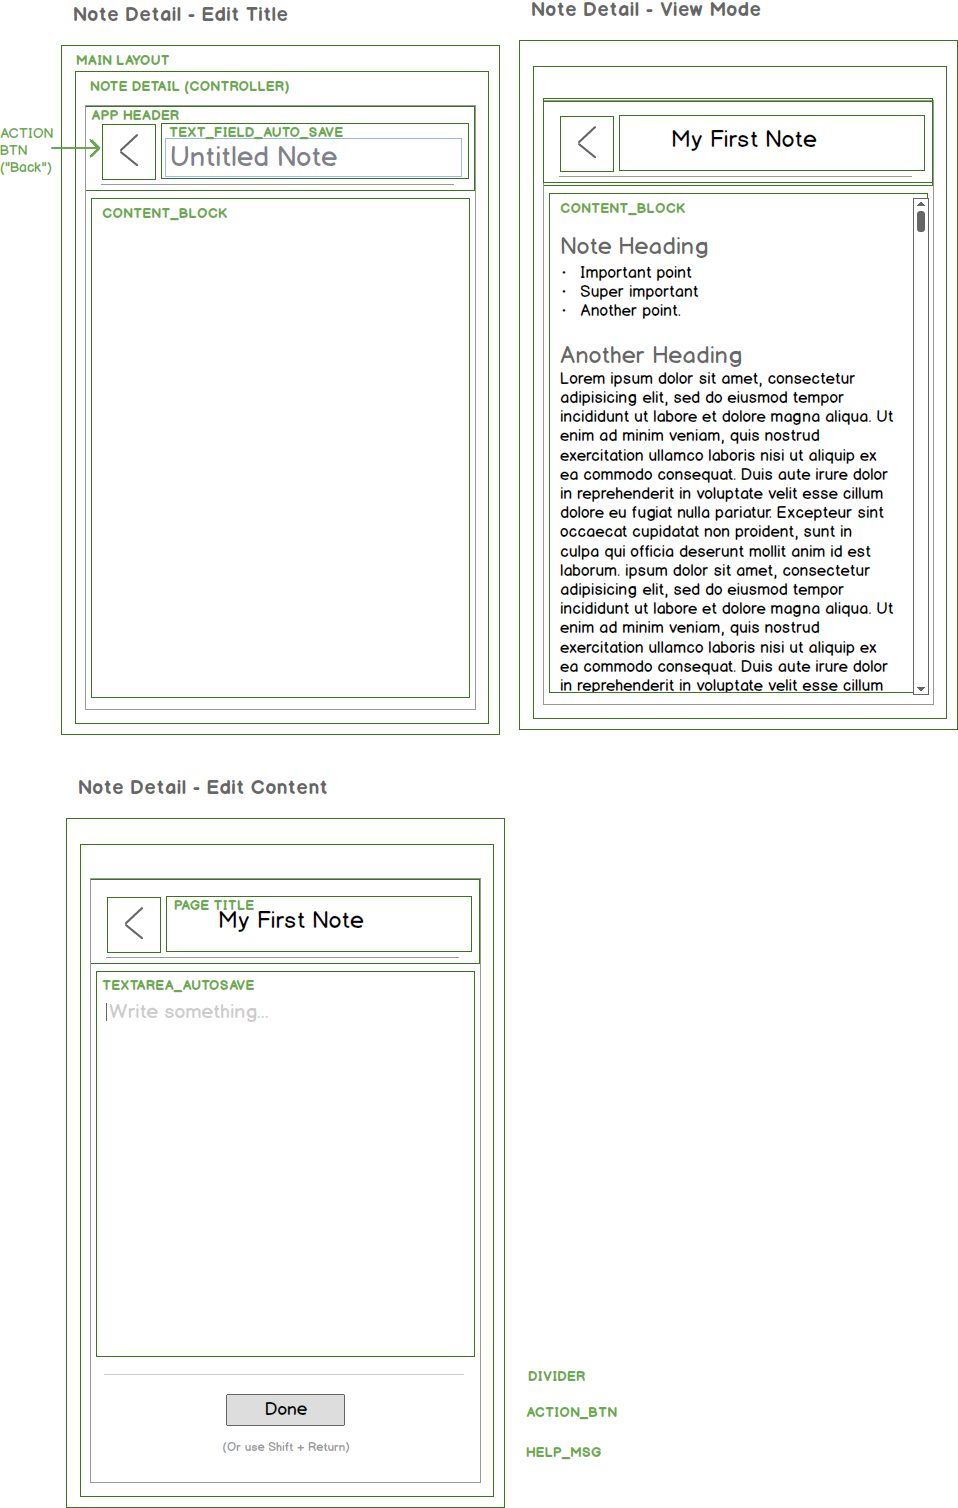 Note Detail - Edit Title
MAIN LAYOUT
NOTE DETAIL (CONTROLLER)
APP HEADER
ACTION
BTN
("Back")
TEXT_FIELD_AUTO_SAVE
Untitled Note
CONTENT_BLOCK
Note Detail - View Mode
My First Note
CONTENT_BLOCK
Note Heading
• Important point
• Super important
• Another point.
Another Heading
Lorem ipsum dolor sit amet, consectetur
adipisicing elit, sed do eiusmod tempor
incididunt ut labore et dolore magna aliqua. Ut
enim ad minim veniam, quis nostrud
exercitation ullamco laboris nisi ut aliquip ex
ea commodo consequat. Duis aute irure dolor
in reprehenderit in voluptate velit esse cillum
dolore eu fugiat nulla pariatur. Excepteur sint
occaecat cupidatat non proident, sunt in
culpa qui officia deserunt mollit anim id est
laborum. ipsum dolor sit amet, consectetur
adipisicing elit, sed do eiusmod tempor
incididunt ut labore et dolore magna aliqua. Ut
enim ad minim veniam, quis nostrud
exercitation ullamco laboris nisi ut aliquip ex
ea commodo consequat. Duis aute irure dolor
in reprehenderit in voluptate velit esse cillum
Note Detail - Edit Content
PAGE TITLE
My First Note
TEXTAREA_AUTOSAVE
Write something...
DIVIDER
Done
ACTION_BTN
(Or use Shift + Return)
HELP_MSG